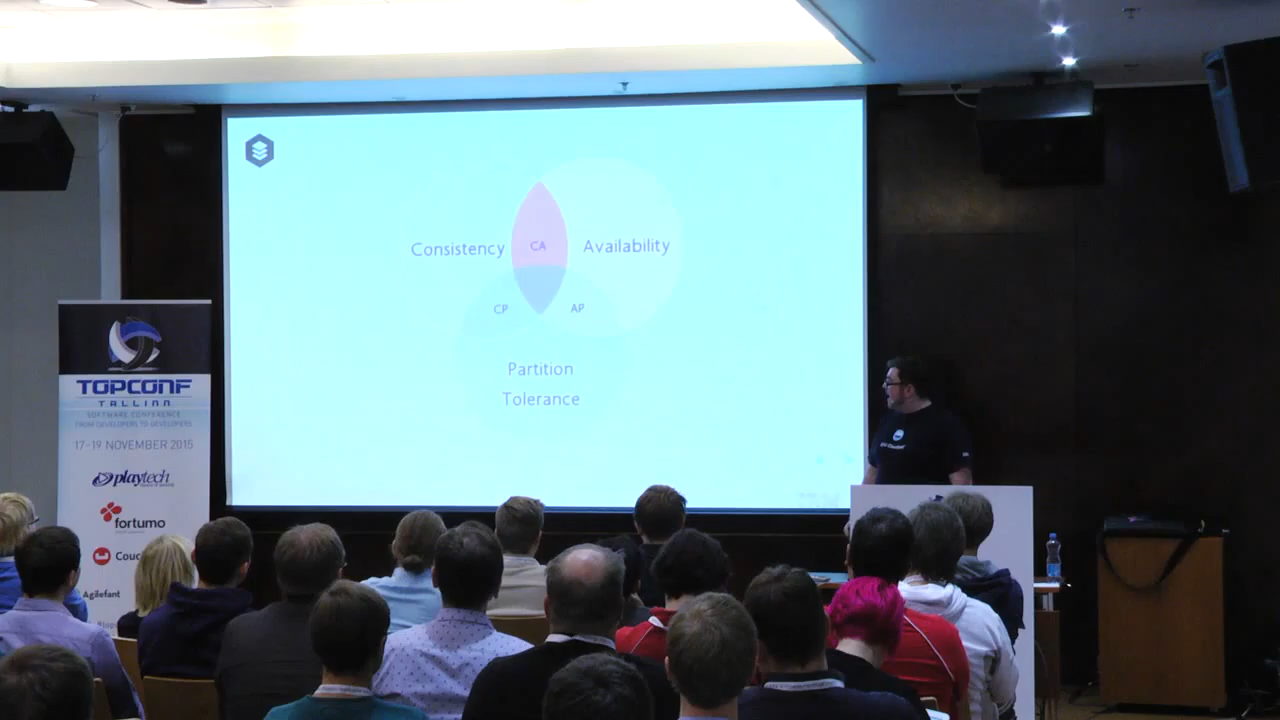 Consistency
CA
Availability
CP
AP
Partition
Tolerance
TOPCONF
TALLINN
SOFTWARE CONFERENCE
FROM DEVELOPERS TO DEVELOPERS
17-19 NOVEMBER 2015
playtech
fortumo
Couc
Agilefant